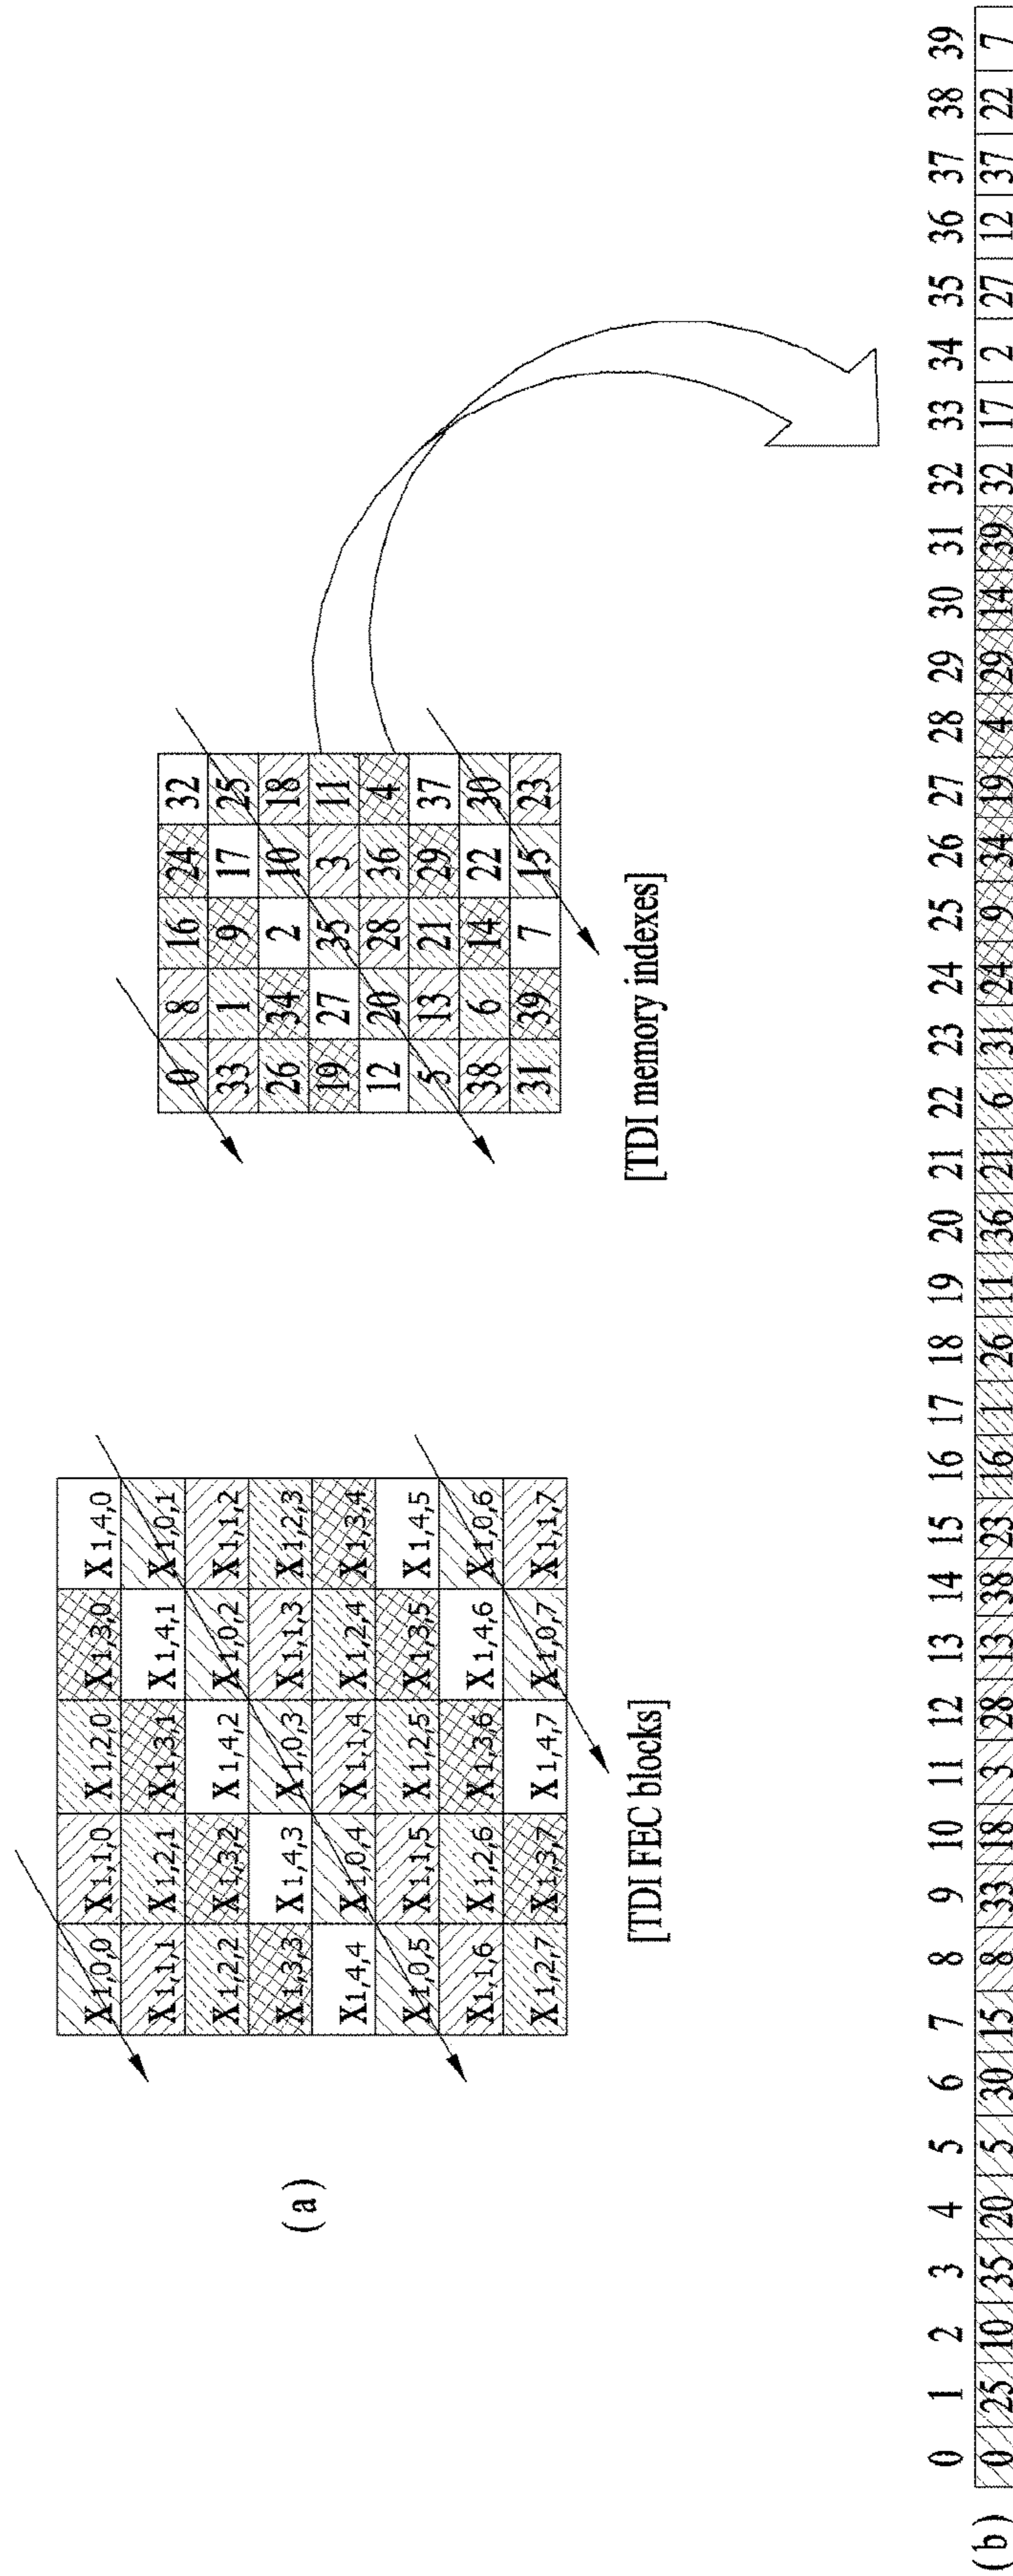 (a)
X1,0,0 X1,1,0 X1,2,0 X1,3,0 X1,4,0
X1,1,1 X1,2,1 X1,3,1 X1,4,1 X1,0,1
X1,2,2 X1,3,2 X1,4,2 X1,0,2 X1,1,2
X1,3,3 X1,4,3 X1,0,3 X1,1,3 X1,2,3
X1,4,4 X1,0,4 X1,1,4 X1,2,4 X1,3,4
X1,0,5 X1,1,5 X1,2,5 X1,3,5 X1,4,5
X1,1,6 X1,2,6 X1,3,6 X1,4,6 X1,0,6
X1,2,7 X1,3,7 X1,4,7 X1,0,7 X1,1,7
[TDI FEC blocks]
0 8 16 24 32
33 1 9 17 25
26 34 2 10 18
19 27 35 3 11
12 20 28 36 4
5 13 21 29 37
38 6 14 22 30
31 39 7 15 23
[TDI memory indexes]
0 1 2 3 4 5 6 7 8 9 10 11 12 13 14 15 16 17 18 19 20 21 22 23 24 25 26 27 28 29 30 31 32 33 34 35 36 37 38 39
(b) 0 25 10 35 20 5 30 15 8 33 18 3 28 13 38 23 16 1 26 11 36 21 6 31 24 9 34 19 4 29 14 39 32 17 2 27 12 37 22 7